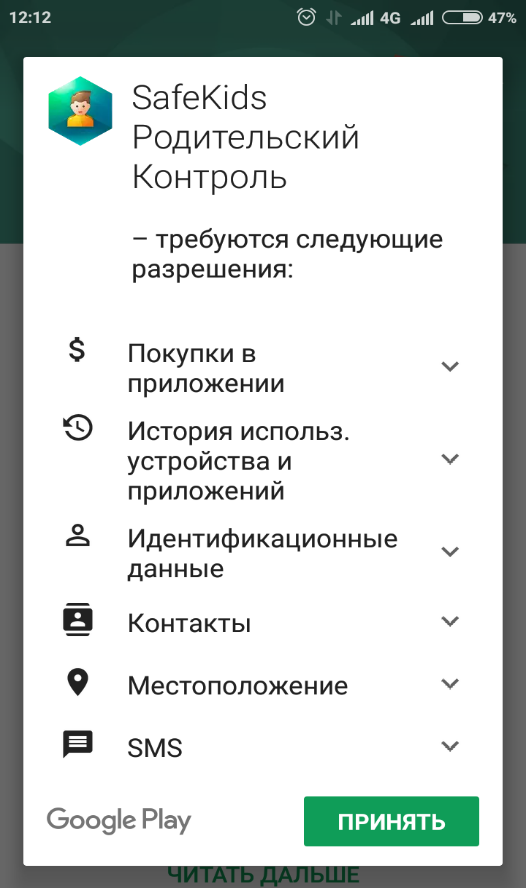 12:12
4G
47%
SafeKids
Родительский
Контроль
– требуются следующие
разрешения:
$
Покупки в
приложении
История использ.
устройства и
приложений
Идентификационные
данные
Контакты
Местоположение
SMS
Google Play
ПРИНЯТЬ
ЧИТАТЬ ДАЛЬШЕ